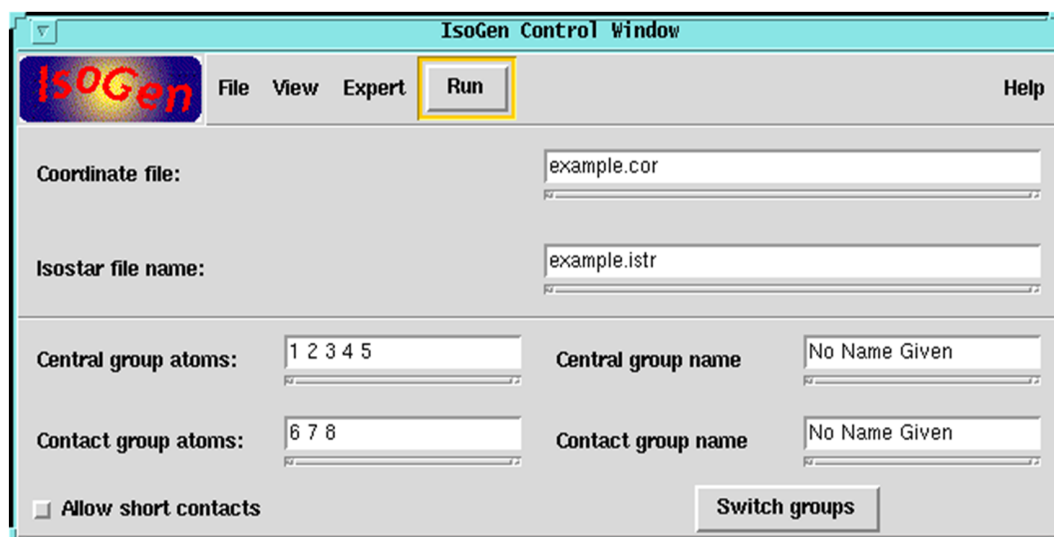 IsoGen Control Window
IsoGen File View Expert Run Help
Coordinate file: example.cor
Isostar file name: example.istr
Central group atoms: 1 2 3 4 5 Central group name No Name Given
Contact group atoms: 6 7 8 Contact group name No Name Given
Allow short contacts Switch groups